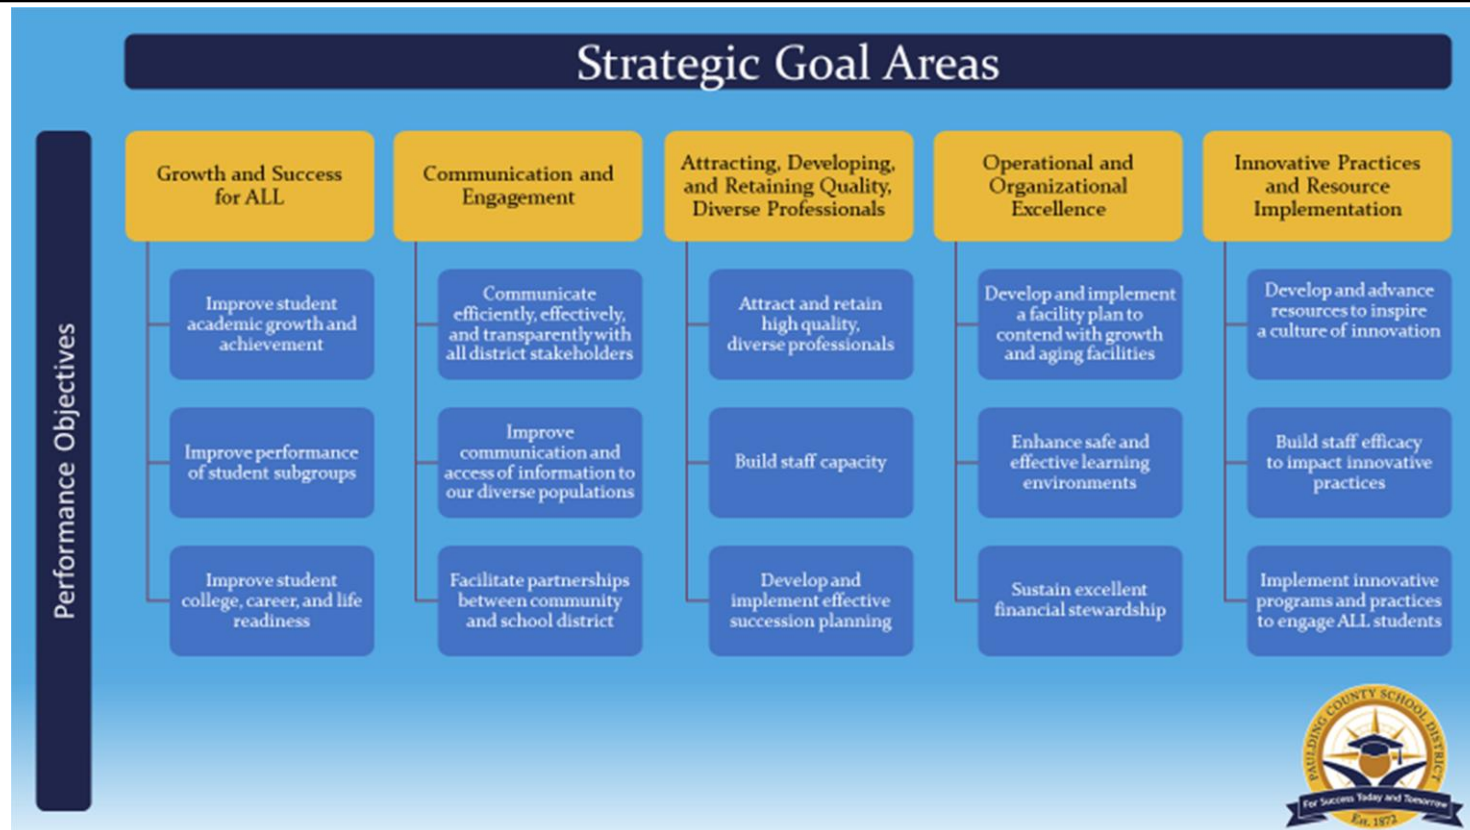 Strategic Goal Areas
Performance Objectives
Growth and Success
for ALL
Improve student
academic growth and
achievement
Improve performance
of student subgroups
Improve student
college, career, and life
readiness
Communication and
Engagement
Communicate
efficiently, effectively,
and transparently with
all district stakeholders
Improve
communication and
access of information to
our diverse populations
Facilitate partnerships
between community
and school district
Attracting, Developing,
and Retaining Quality,
Diverse Professionals
Attract and retain
high quality,
diverse professionals
Build staff capacity
Develop and
implement effective
succession planning
Operational and
Organizational
Excellence
Develop and implement
a facility plan to
contend with growth
and aging facilities
Enhance safe and
effective learning
environments
Sustain excellent
financial stewardship
Innovative Practices
and Resource
Implementation
Develop and advance
resources to inspire
a culture of innovation
Build staff efficacy
to impact innovative
practices
Implement innovative
programs and practices
to engage ALL students
PAULDING COUNTY SCHOOL DISTRICT
For Success Today and Tomorrow
Est. 1872